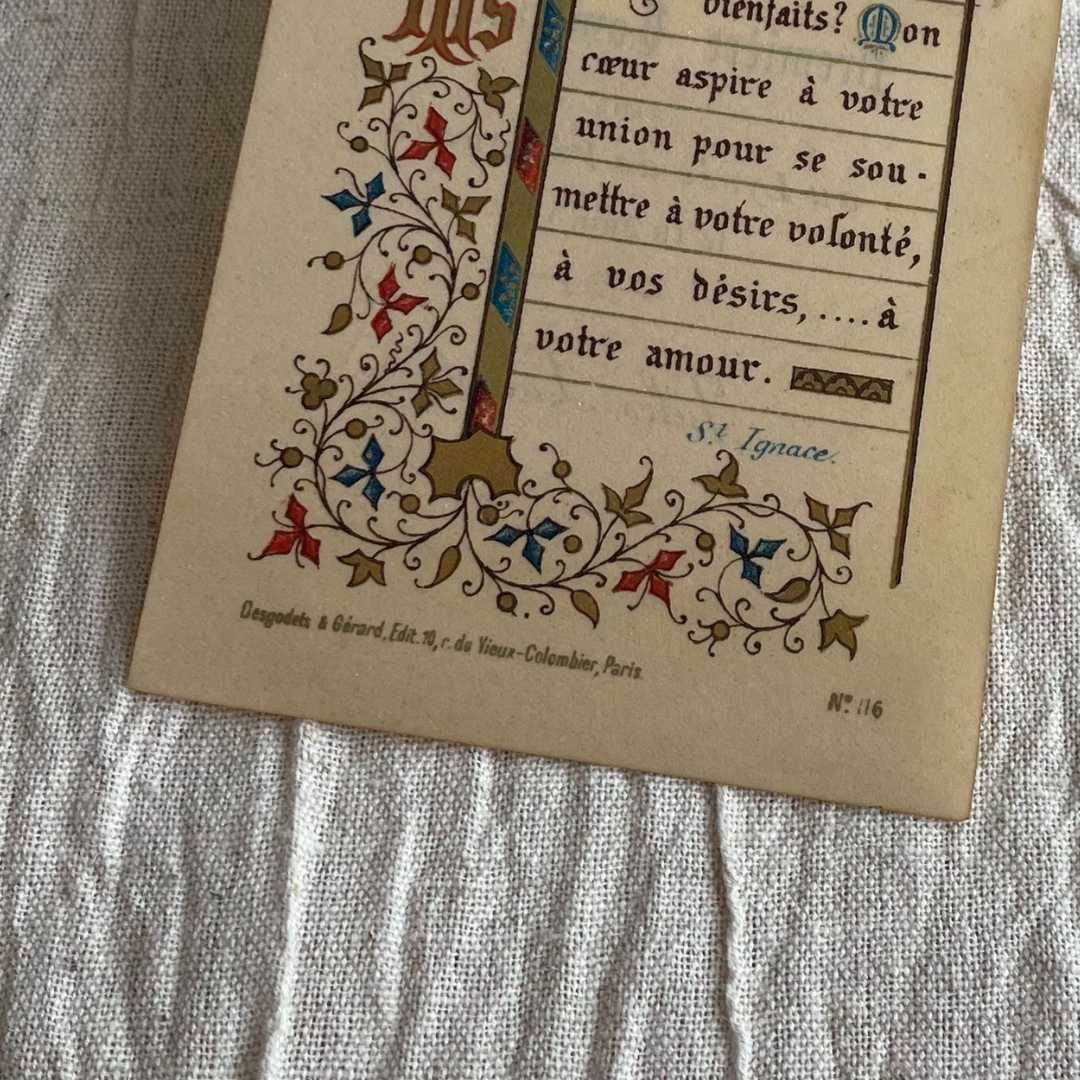 bienfaits? Mon
cœur aspire à votre
union pour se sou-
mettre à votre volonté,
à vos désirs,....à
votre amour.
St Ignace.
Desgodets & Gérard, Edit. 10, r. du Vieux-Colombier, Paris.
N° 116